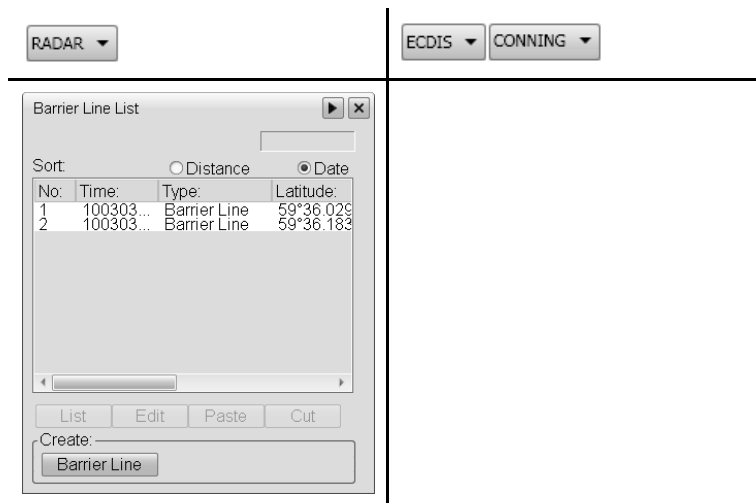 RADAR
ECDIS CONNING
Barrier Line List
Sort: Distance Date
No: Time: Type: Latitude:
1 100303... Barrier Line 59°36.029
2 100303... Barrier Line 59°36.183
List Edit Paste Cut
Create:
Barrier Line